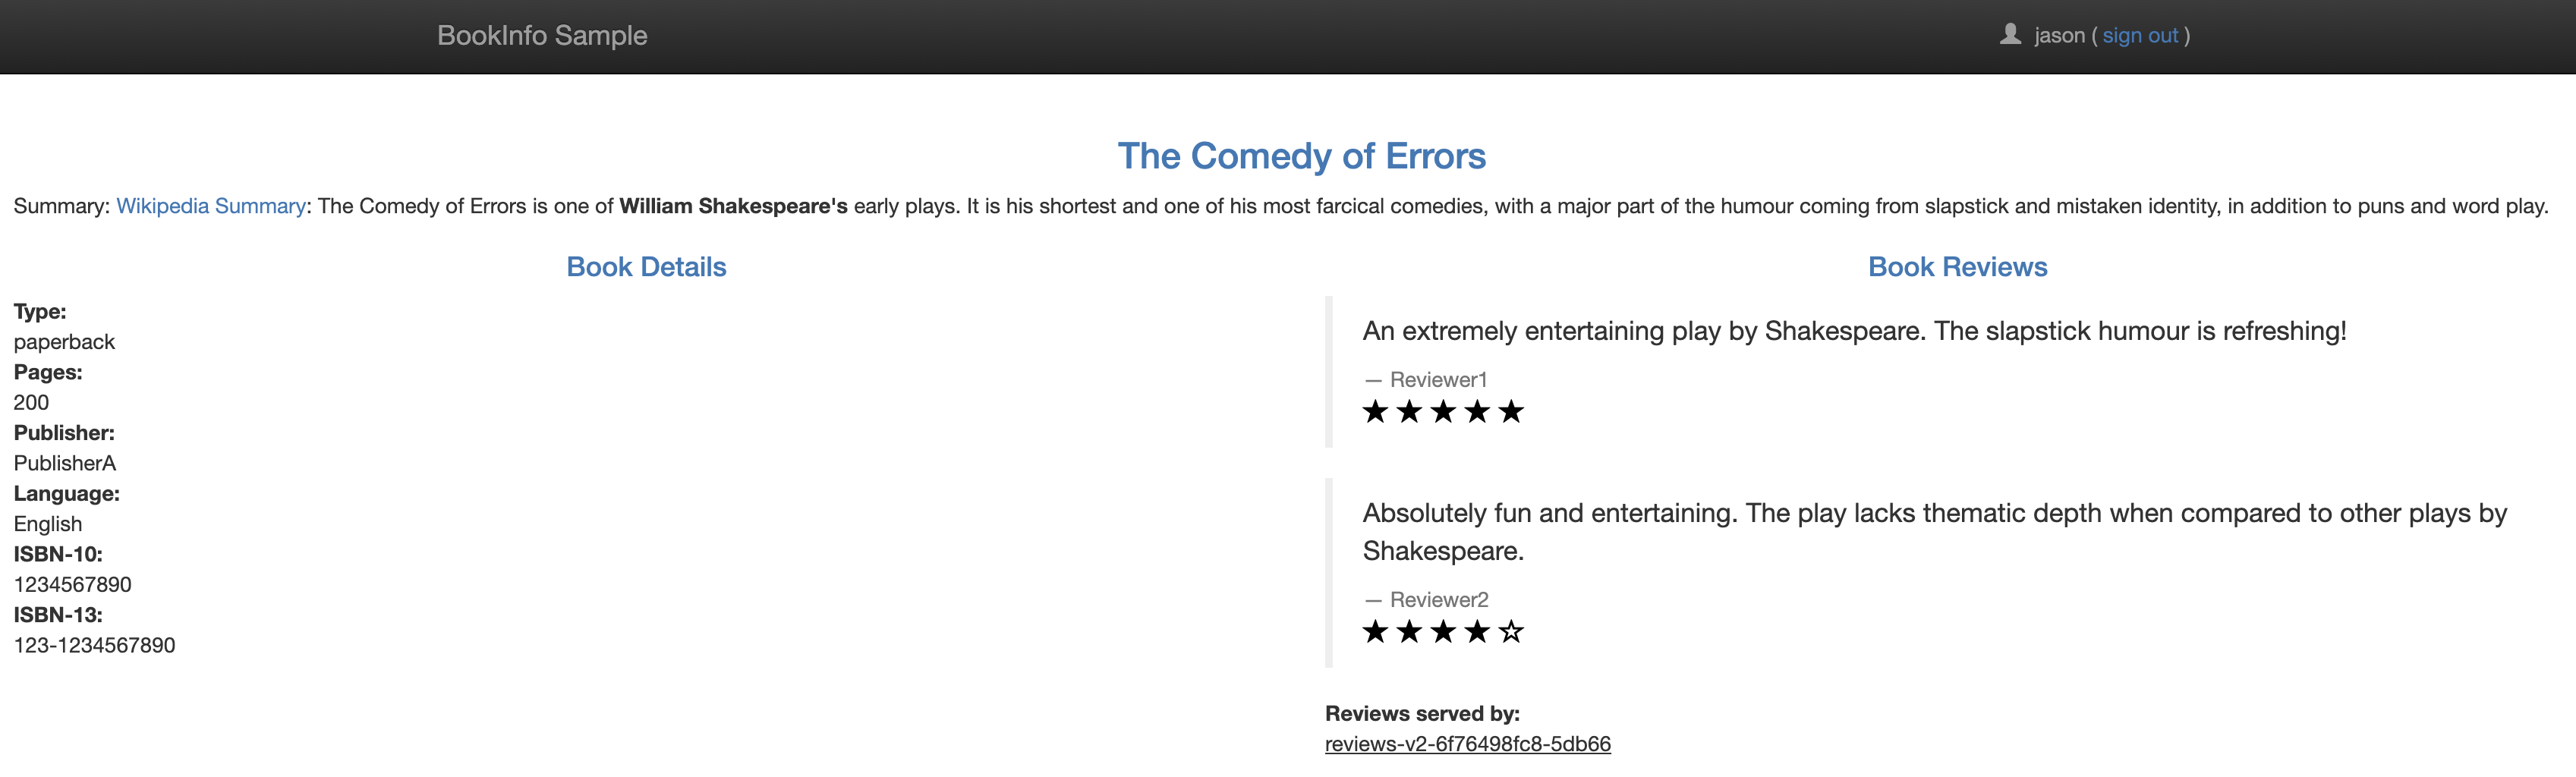 BookInfo Sample
jason ( sign out )
The Comedy of Errors
Summary: Wikipedia Summary: The Comedy of Errors is one of William Shakespeare's early plays. It is his shortest and one of his most farcical comedies, with a major part of the humour coming from slapstick and mistaken identity, in addition to puns and word play.
Book Details
Type:
paperback
Pages:
200
Publisher:
PublisherA
Language:
English
ISBN-10:
1234567890
ISBN-13:
123-1234567890
Book Reviews
An extremely entertaining play by Shakespeare. The slapstick humour is refreshing!
— Reviewer1
Absolutely fun and entertaining. The play lacks thematic depth when compared to other plays by
Shakespeare.
— Reviewer2
Reviews served by:
reviews-v2-6f76498fc8-5db66